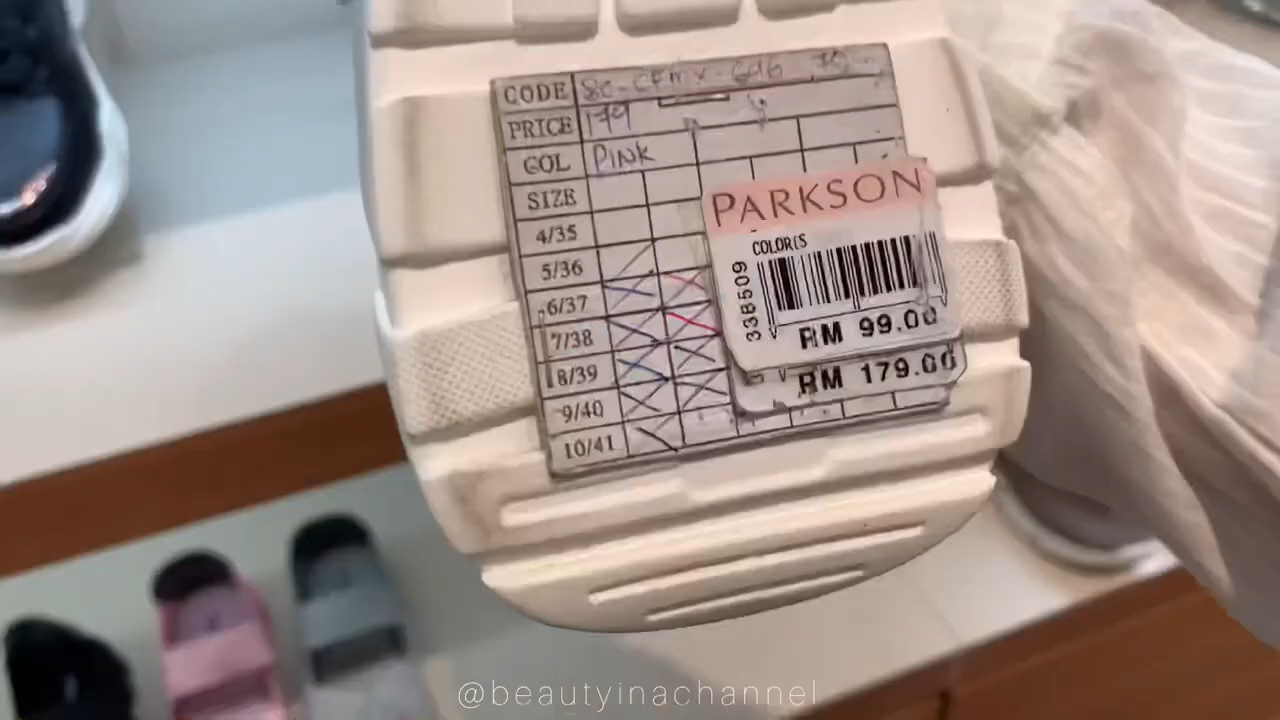 CODE
PRICE 179
COL PINK
SIZE
4/35
5/36
6/37
7/38
8/39
9/40
10/41
PARKSON
COLORIS
338509
RM 99.00
RM 179.00
@beautyinachannel